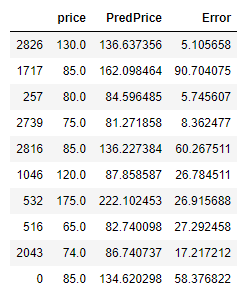 price PredPrice Error
2826 130.0 136.637356 5.105658
1717 85.0 162.098464 90.704075
257 80.0 84.596485 5.745607
2739 75.0 81.271858 8.362477
2816 85.0 136.227384 60.267511
1046 120.0 87.858587 26.784511
532 175.0 222.102453 26.915688
516 65.0 82.740098 27.292458
2043 74.0 86.740737 17.217212
0 85.0 134.620298 58.376822